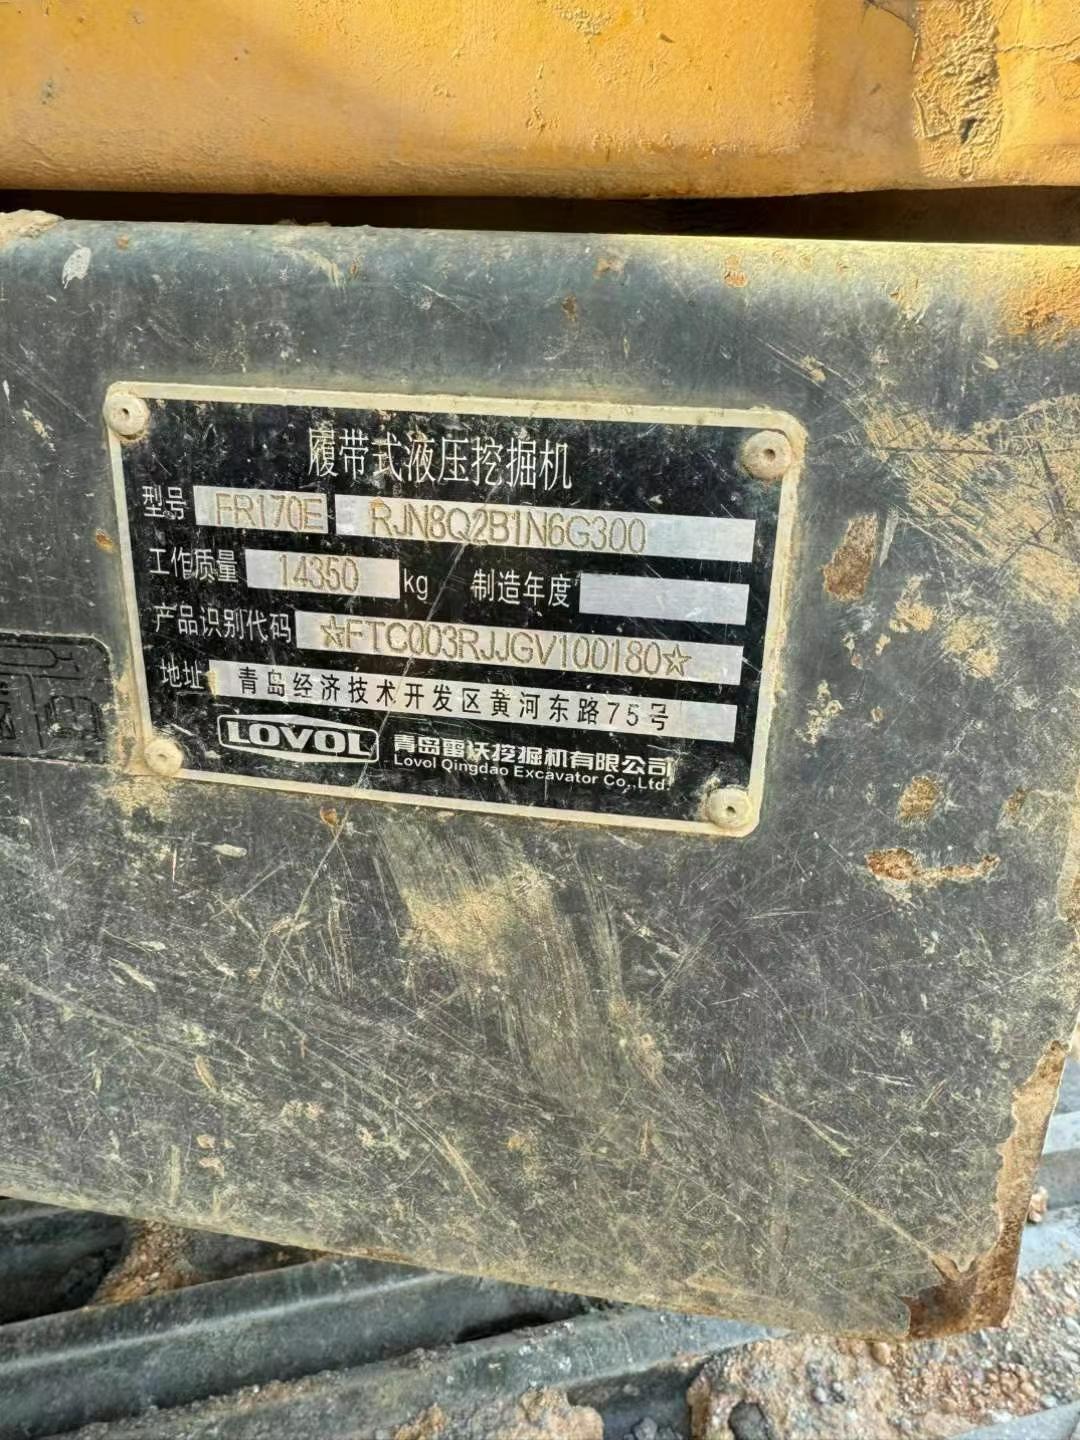 履带式液压挖掘机
型号 FR170E RJN8Q2B1N6G300
工作质量 14350 kg 制造年度
产品识别代码 ☆FTC003RJJGV100180☆
地址 青岛经济技术开发区黄河东路75号
LOVOL 青岛雷沃挖掘机有限公司
Lovol Qingdao Excavator Co.,Ltd.